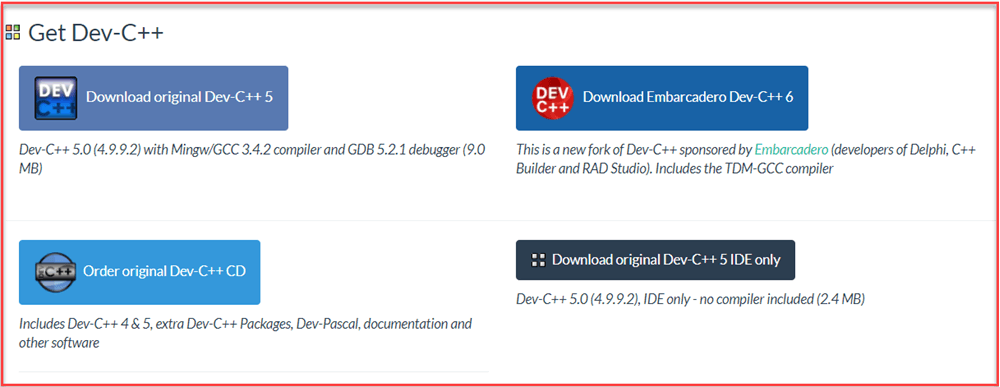 Get Dev-C++
DEV
C++
Download original Dev-C++ 5
Dev-C++ 5.0 (4.9.9.2) with Mingw/GCC 3.4.2 compiler and GDB 5.2.1 debugger (9.0
MB)
DEV
C++
Download Embarcadero Dev-C++ 6
This is a new fork of Dev-C++ sponsored by Embarcadero (developers of Delphi, C++
Builder and RAD Studio). Includes the TDM-GCC compiler
C++
Order original Dev-C++ CD
Includes Dev-C++ 4 & 5, extra Dev-C++ Packages, Dev-Pascal, documentation and
other software
Download original Dev-C++ 5 IDE only
Dev-C++ 5.0 (4.9.9.2), IDE only - no compiler included (2.4 MB)